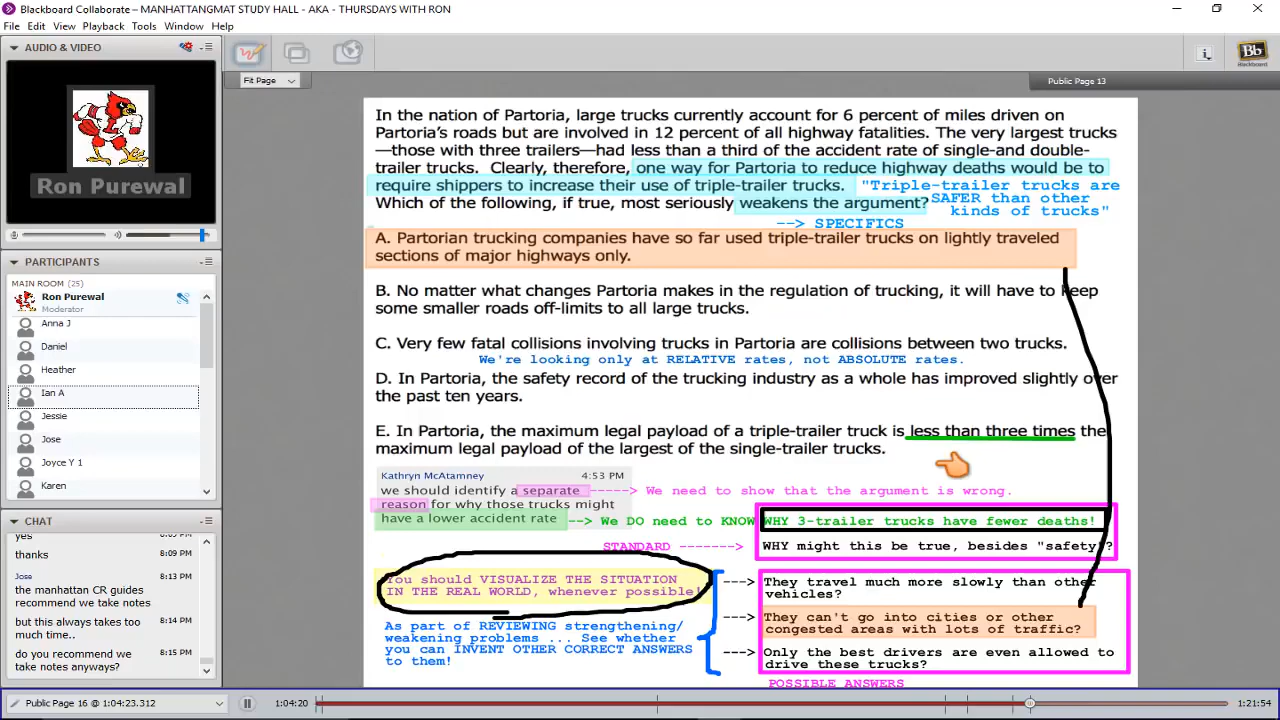 Blackboard Collaborate – MANHATTANGMAT STUDY HALL - AKA - THURSDAYS WITH RON
File Edit View Playback Tools Window Help
AUDIO & VIDEO
Ron Purewal
PARTICIPANTS
MAIN ROOM (25)
Ron Purewal
Moderator
Anna J
Daniel
Heather
Ian A
Jessie
Jose
Joyce Y 1
Karen
CHAT
yes 8:09 PM
thanks 8:09 PM
Jose 8:13 PM
the manhattan CR guides
recommend we take notes
but this always takes too 8:14 PM
much time..
do you recommend we 8:15 PM
take notes anyways?
Fit Page
Public Page 13
Bb
Blackboard
In the nation of Partoria, large trucks currently account for 6 percent of miles driven on
Partoria's roads but are involved in 12 percent of all highway fatalities. The very largest trucks
—those with three trailers—had less than a third of the accident rate of single-and double-
trailer trucks. Clearly, therefore, one way for Partoria to reduce highway deaths would be to
require shippers to increase their use of triple-trailer trucks.
"Triple-trailer trucks are
SAFER than other
kinds of trucks"
Which of the following, if true, most seriously weakens the argument?
--> SPECIFICS
A. Partorian trucking companies have so far used triple-trailer trucks on lightly traveled
sections of major highways only.
B. No matter what changes Partoria makes in the regulation of trucking, it will have to keep
some smaller roads off-limits to all large trucks.
C. Very few fatal collisions involving trucks in Partoria are collisions between two trucks.
We're looking only at RELATIVE rates, not ABSOLUTE rates.
D. In Partoria, the safety record of the trucking industry as a whole has improved slightly over
the past ten years.
E. In Partoria, the maximum legal payload of a triple-trailer truck is less than three times the
maximum legal payload of the largest of the single-trailer trucks.
Kathryn McAtamney 4:53 PM
we should identify a separate
reason for why those trucks might
have a lower accident rate
-----> We need to show that the argument is wrong.
--> We DO need to KNOW WHY 3-trailer trucks have fewer deaths!
STANDARD -------> WHY might this be true, besides "safety"?
You should VISUALIZE THE SITUATION
IN THE REAL WORLD, whenever possible!
As part of REVIEWING strengthening/
weakening problems ... See whether
you can INVENT OTHER CORRECT ANSWERS
to them!
---> They travel much more slowly than other
vehicles?
---> They can't go into cities or other
congested areas with lots of traffic?
---> Only the best drivers are even allowed to
drive these trucks?
POSSIBLE ANSWERS
Public Page 16 @ 1:04:23.312
1:04:20
1:21:54